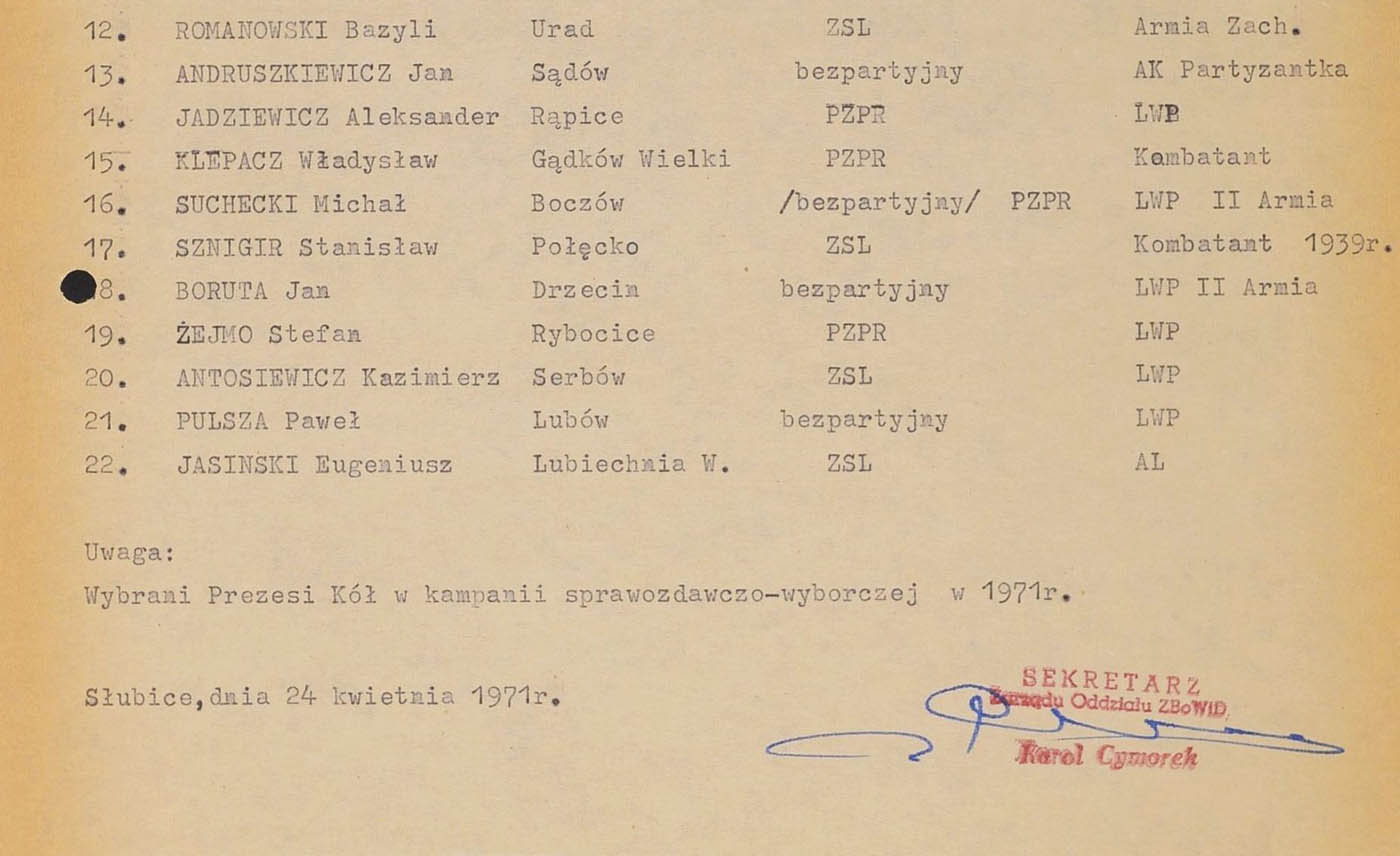 12. ROMANOWSKI Bazyli Urad ZSL Armia Zach.
13. ANDRUSZKIEWICZ Jan Sądów bezpartyjny AK Partyzantka
14. JADZIEWICZ Aleksander Rąpice PZPR LWP
15. KLEPACZ Władysław Gądków Wielki PZPR Kombatant
16. SUCHECKI Michał Boczów /bezpartyjny/ PZPR LWP II Armia
17. SZNIGIR Stanisław Połęcko ZSL Kombatant 1939r.
18. BORUTA Jan Drzecin bezpartyjny LWP II Armia
19. ŻEJMO Stefan Rybocice PZPR LWP
20. ANTOSIEWICZ Kazimierz Serbów ZSL LWP
21. PULSZA Paweł Lubów bezpartyjny LWP
22. JASINSKI Eugeniusz Lubiechnia W. ZSL AL
Uwaga:
Wybrani Prezesi Kół w kampanii sprawozdawczo-wyborczej w 1971r.
Słubice,dnia 24 kwietnia 1971r.
SEKRETARZ
Zarządu Oddziału ZBoWiD
Karol Cymorek